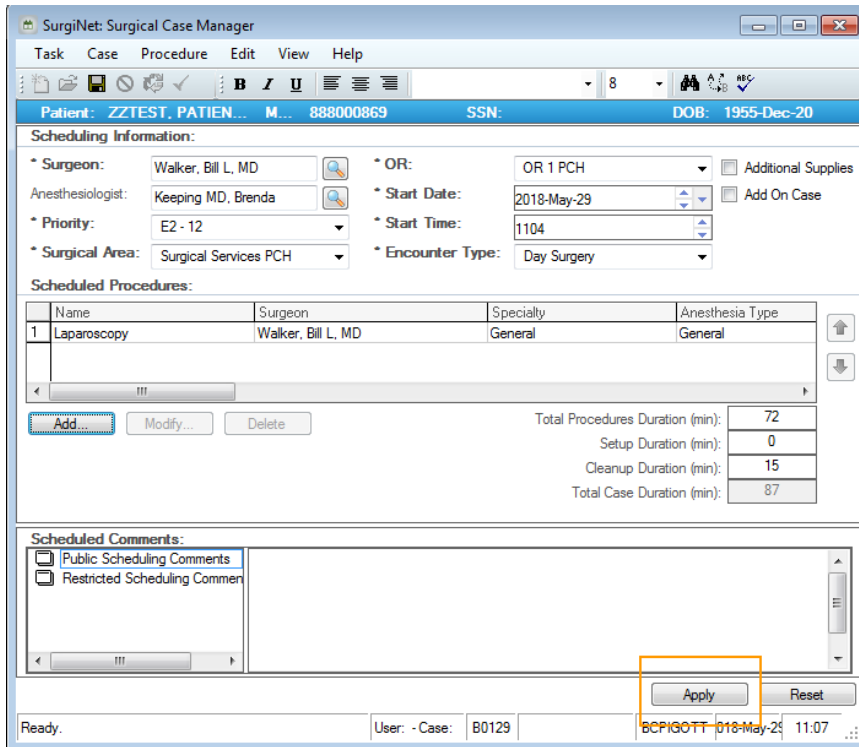 SurgiNet: Surgical Case Manager
Task Case Procedure Edit View Help
B I U 8 ABC
Patient: ZZTEST, PATIEN... M... 888000869 SSN: DOB: 1955-Dec-20
Scheduling Information:
* Surgeon: Walker, Bill L, MD * OR: OR 1 PCH Additional Supplies
Anesthesiologist: Keeping MD, Brenda * Start Date: 2018-May-29 Add On Case
* Priority: E2 - 12 * Start Time: 1104
* Surgical Area: Surgical Services PCH * Encounter Type: Day Surgery
Scheduled Procedures:
Name Surgeon Specialty Anesthesia Type
1 Laparoscopy Walker, Bill L, MD General General
Add... Modify... Delete Total Procedures Duration (min): 72
Setup Duration (min): 0
Cleanup Duration (min): 15
Total Case Duration (min): 87
Scheduled Comments:
Public Scheduling Comments
Restricted Scheduling Commen
Apply Reset
Ready. User: - Case: B0129 BCPIGOTT 018-May-29 11:07